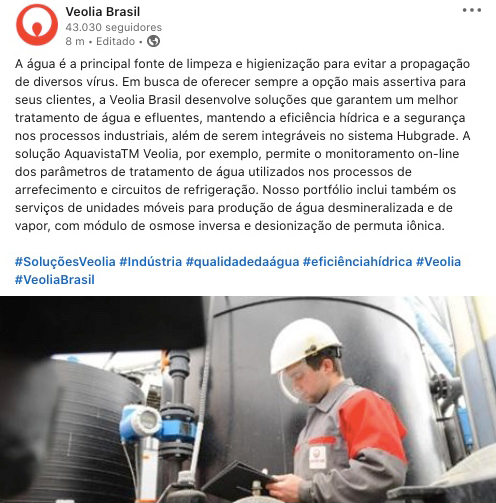 Veolia Brasil
43.030 seguidores
8 m • Editado •
A água é a principal fonte de limpeza e higienização para evitar a propagação
de diversos vírus. Em busca de oferecer sempre a opção mais assertiva para
seus clientes, a Veolia Brasil desenvolve soluções que garantem um melhor
tratamento de água e efluentes, mantendo a eficiência hídrica e a segurança
nos processos industriais, além de serem integráveis no sistema Hubgrade. A
solução AquavistaTM Veolia, por exemplo, permite o monitoramento on-line
dos parâmetros de tratamento de água utilizados nos processos de
arrefecimento e circuitos de refrigeração. Nosso portfólio inclui também os
serviços de unidades móveis para produção de água desmineralizada e de
vapor, com módulo de osmose inversa e desionização de permuta iônica.
#SoluçõesVeolia #Indústria #qualidadedaágua #eficiênciahídrica #Veolia
#VeoliaBrasil